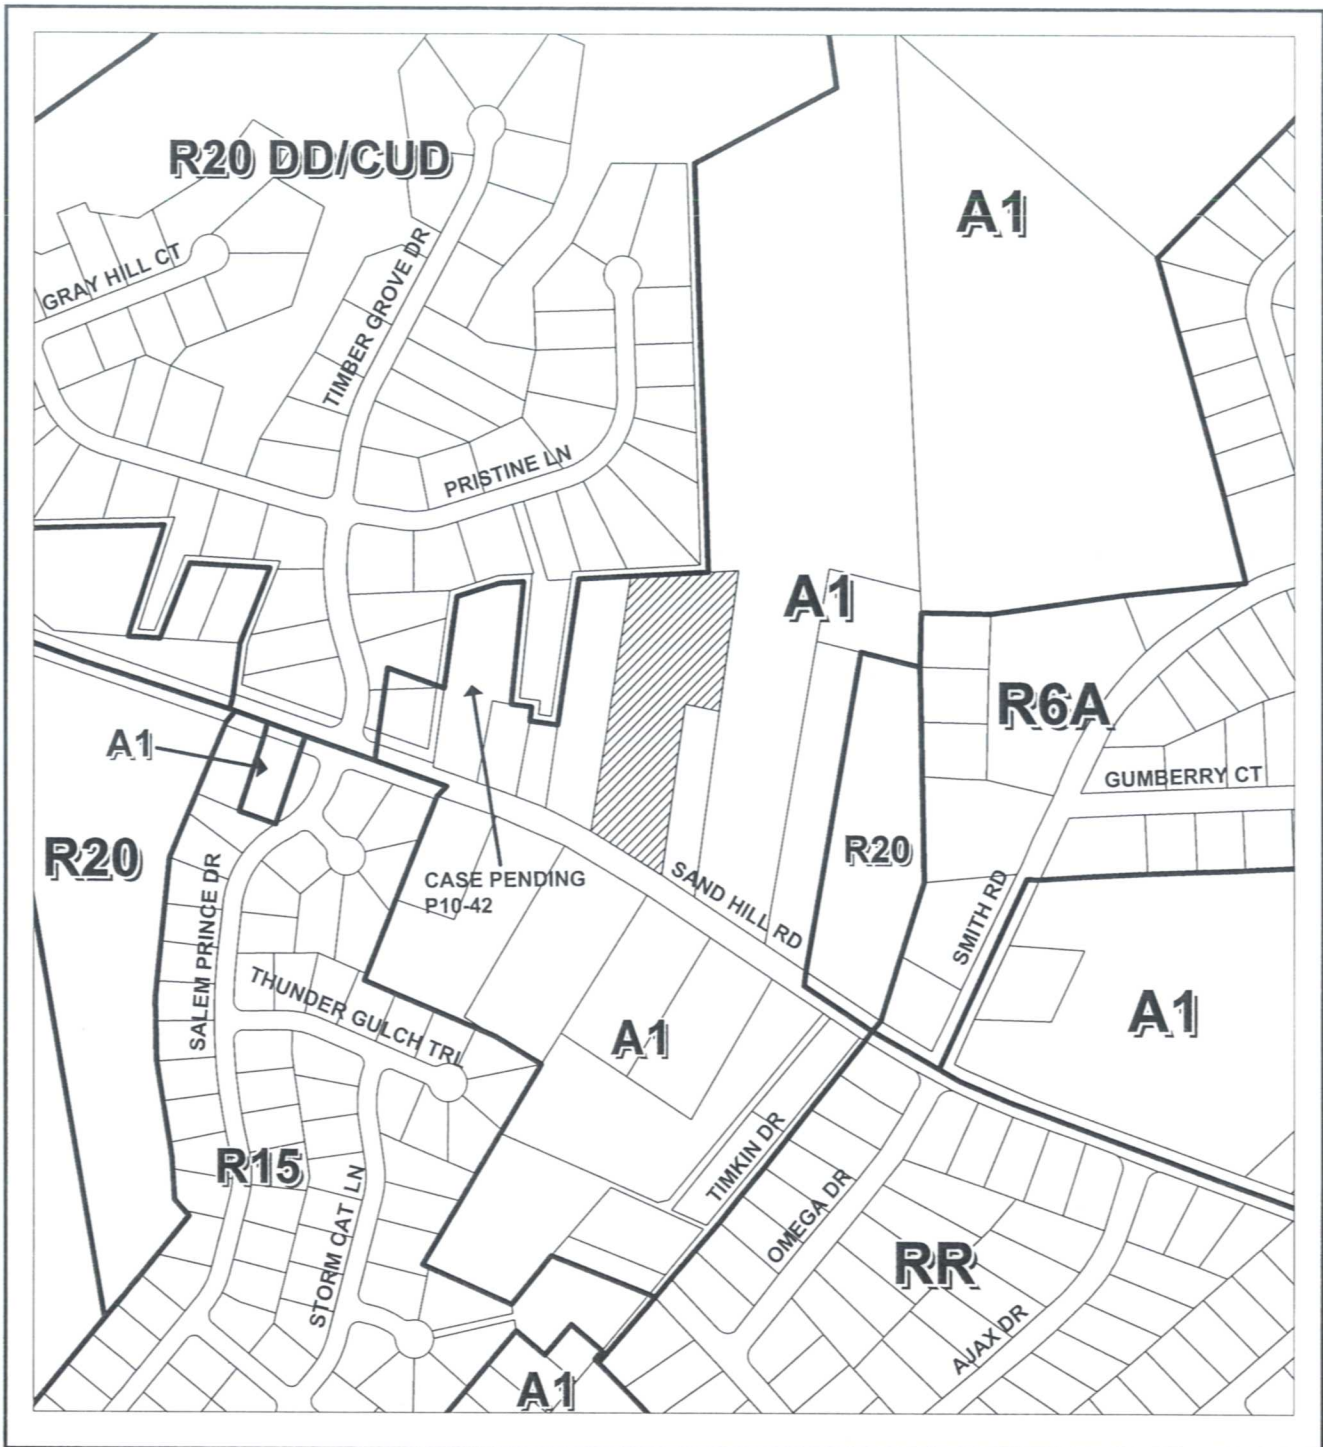 R20 DD/CUD
A1
GRAY HILL CT
TIMBER GROVE DR
PRISTINE LN
A1
R6A
A1
GUMBERRY CT
R20
R20
CASE PENDING
P10-42
SAND HILL RD
SMITH RD
SALEM PRINCE DR
THUNDER GULCH TRL
A1
A1
TIMKIN DR
R15
STORM CAT LN
OMEGA DR
RR
AJAX DR
A1